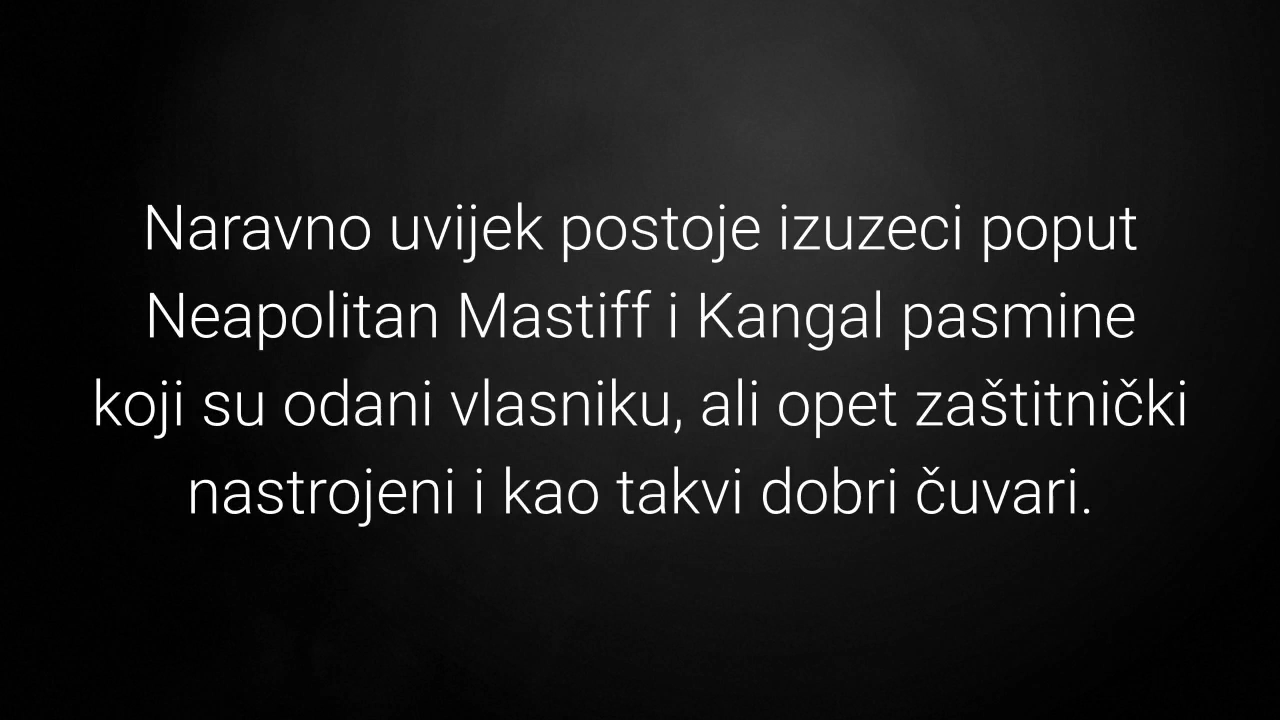 Naravno uvijek postoje izuzeci poput
Neapolitan Mastiff i Kangal pasmine
koji su odani vlasniku, ali opet zaštitnički
nastrojeni i kao takvi dobri čuvari.